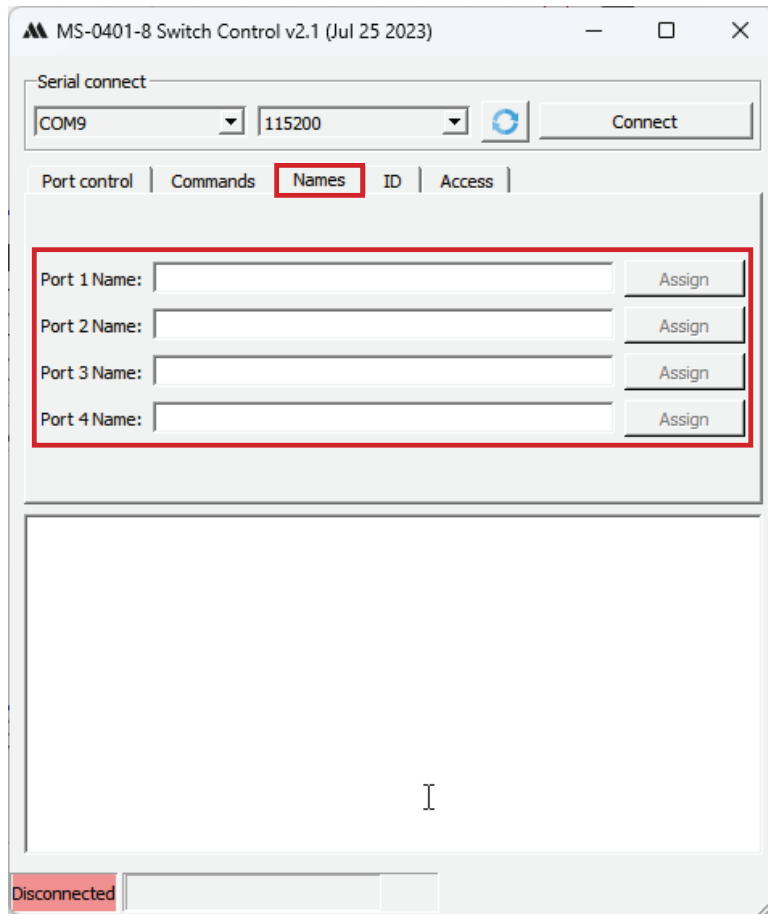 MS-0401-8 Switch Control v2.1 (Jul 25 2023)
Serial connect
COM9 115200 Connect
Port control Commands Names ID Access
Port 1 Name: Assign
Port 2 Name: Assign
Port 3 Name: Assign
Port 4 Name: Assign
Disconnected